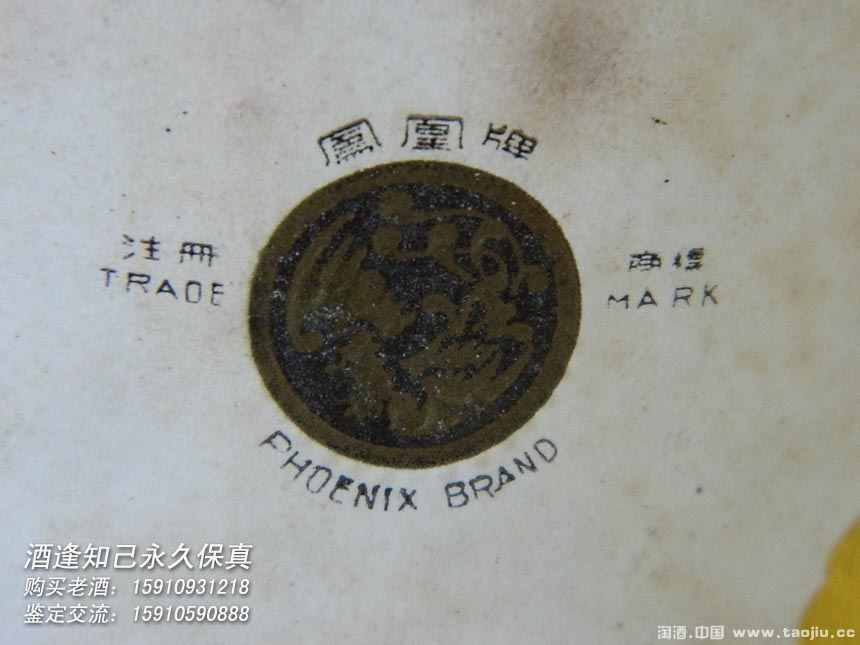 鳳凰牌
注冊
TRADE
商標
MARK
PHOENIX BRAND
酒逢知己永久保真
购买老酒：15910931218
鉴定交流：15910590888
淘酒.中国 www.taojiu.cc